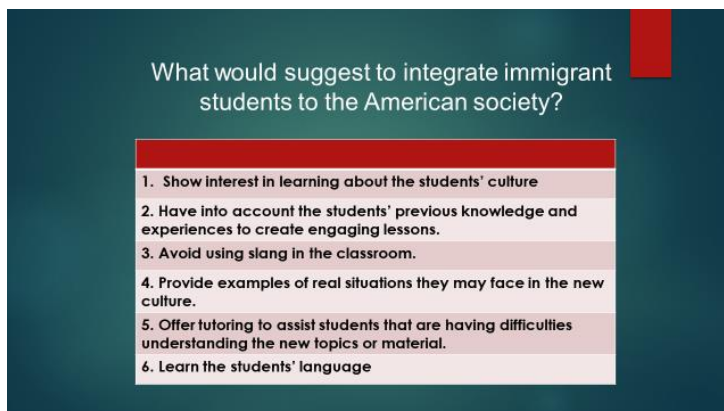 What would suggest to integrate immigrant
students to the American society?
1. Show interest in learning about the students' culture
2. Have into account the students' previous knowledge and
experiences to create engaging lessons.
3. Avoid using slang in the classroom.
4. Provide examples of real situations they may face in the new
culture.
5. Offer tutoring to assist students that are having difficulties
understanding the new topics or material.
6. Learn the students' language